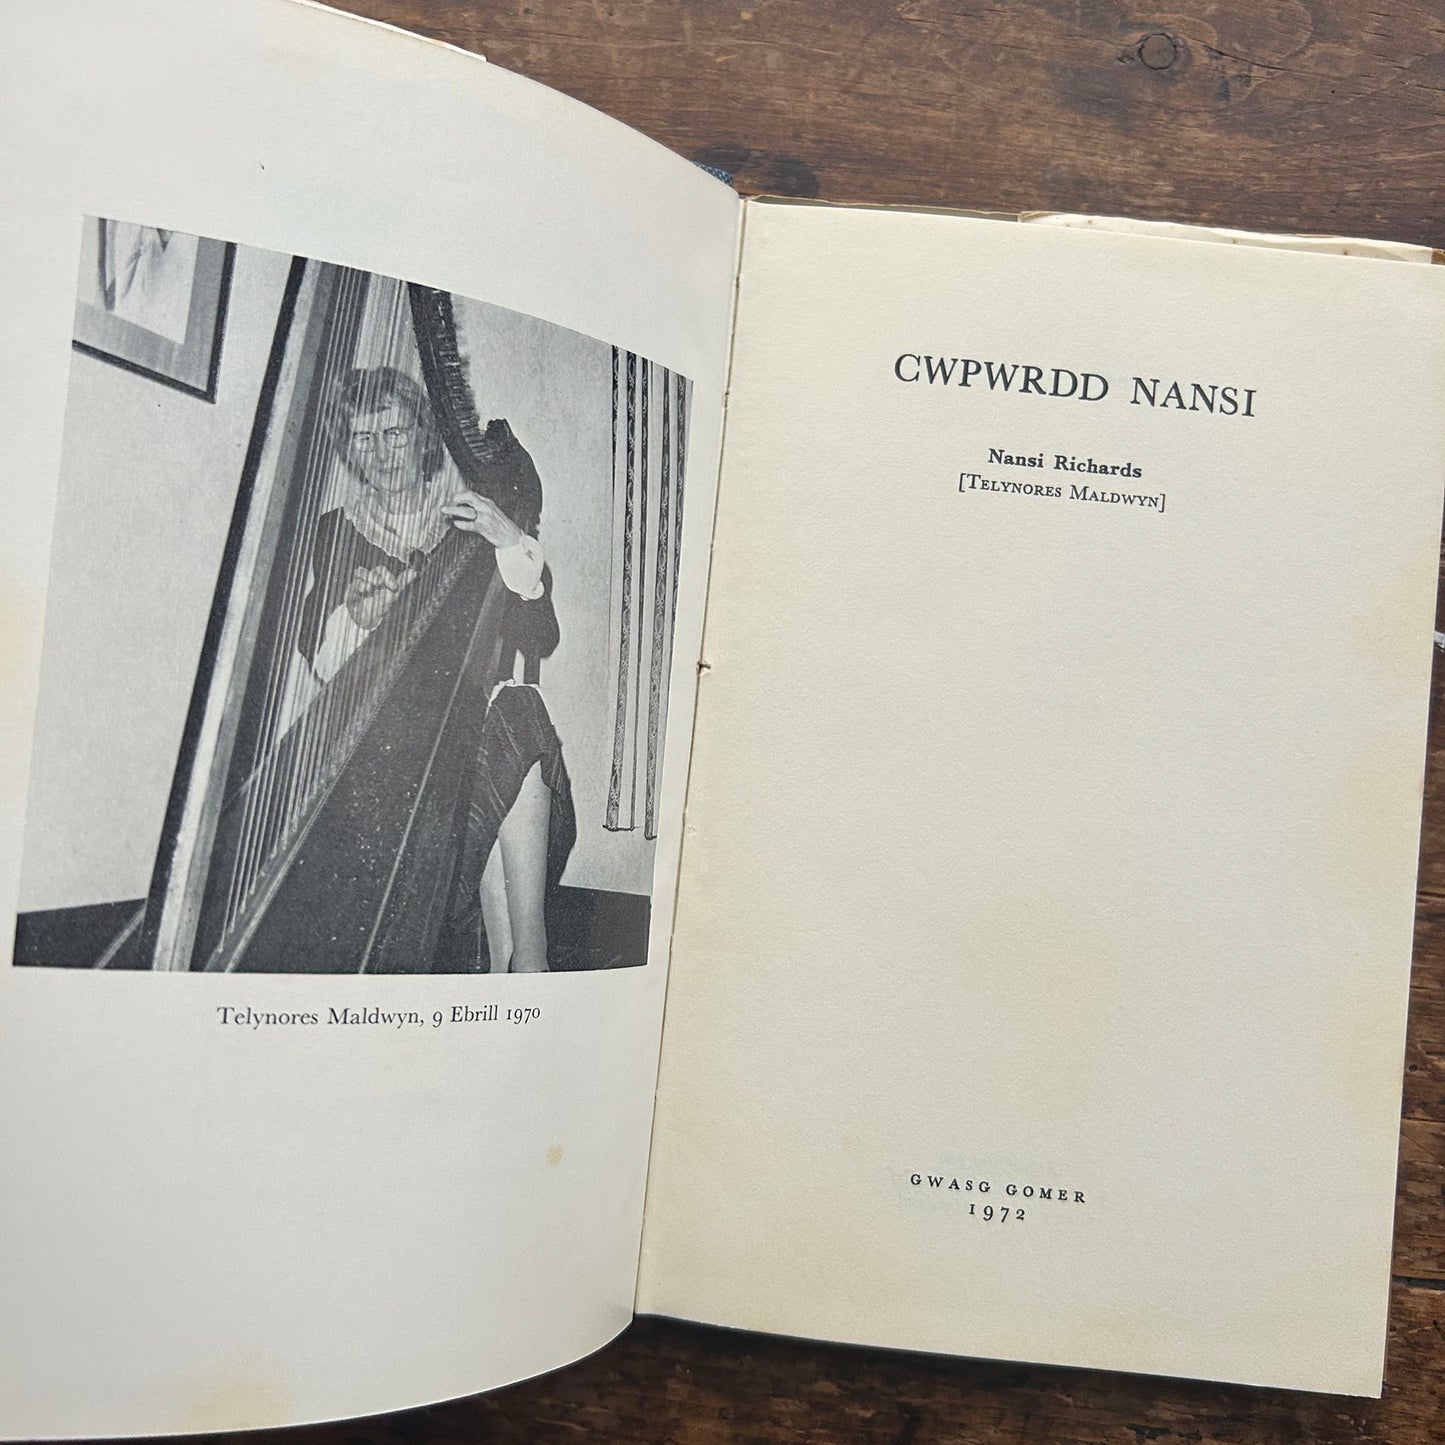 Telynores Maldwyn, 9 Ebrill 1970
CWPWRDD NANSI
Nansi Richards
[TELYNORES MALDWYN]
GWASG GOMER
1972